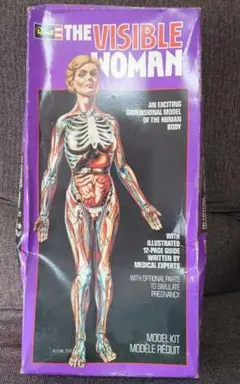 Revell
THE VISIBLE
WOMAN
AN EXCITING
DIMENSIONAL MODEL
OF THE HUMAN
BODY
WITH
ILLUSTRATED
12-PAGE GUIDE
WRITTEN BY
MEDICAL EXPERTS
WITH OPTIONAL PARTS
TO SIMULATE
PREGNANCY
MODEL KIT
MODÈLE RÉDUIT